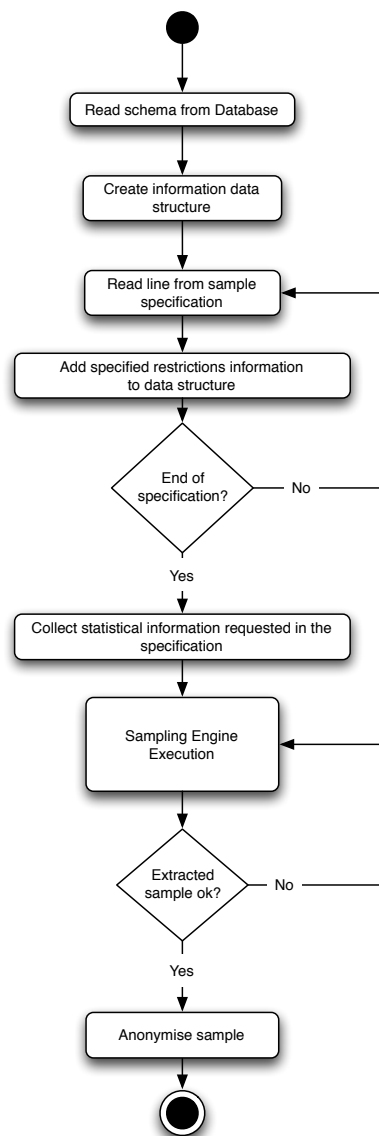 Read schema from Database
Create information data
structure
Read line from sample
specification
Add specified restrictions information
to data structure
End of
specification?
No
Yes
Collect statistical information requested in the
specification
Sampling Engine
Execution
Extracted
sample ok?
No
Yes
Anonymise sample